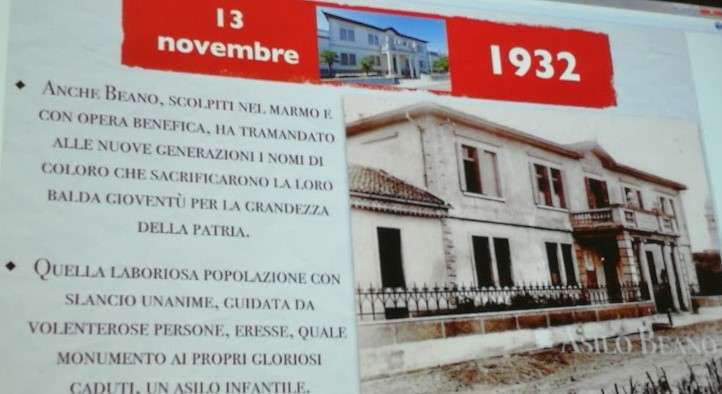 13
novembre
1932
Anche Beano, scolpiti nel marmo e
con opera benefica, ha tramandato
alle nuove generazioni i nomi di
coloro che sacrificarono la loro
balda gioventù per la grandezza
della patria.
Quella laboriosa popolazione con
slancio unanime, guidata da
volenterose persone, eresse, quale
monumento ai propri gloriosi
caduti, un asilo infantile.
Asilo Beano